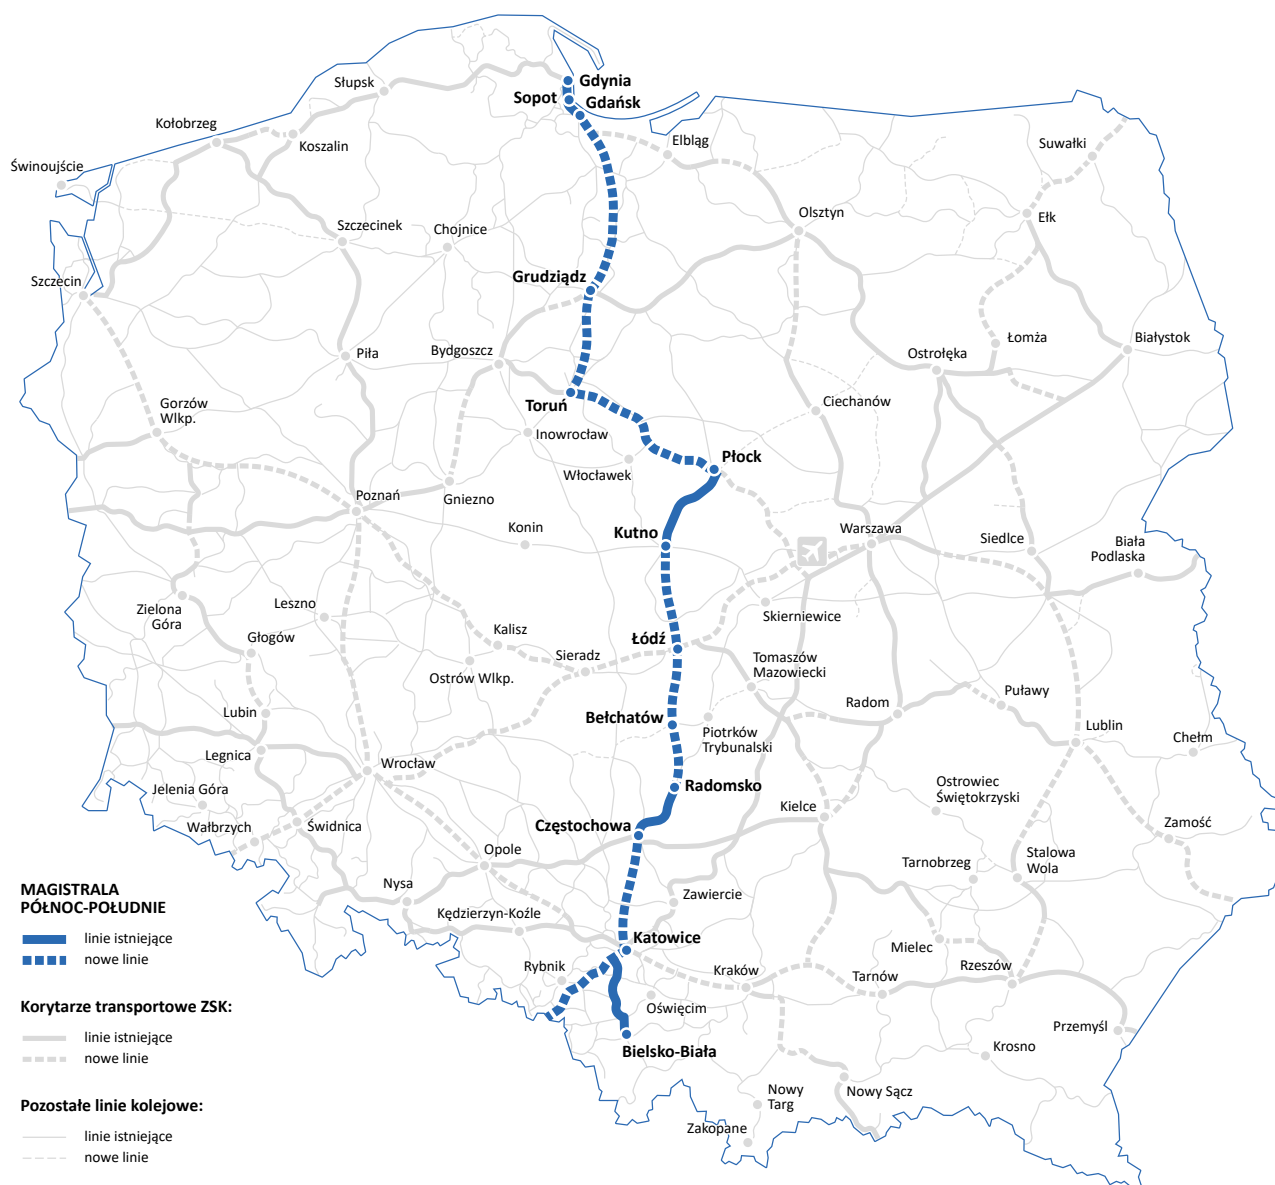 Gdynia
Słupsk
Sopot
Gdańsk
Kołobrzeg
Koszalin
Elbląg
Suwałki
Świnoujście
Szczecinek
Chojnice
Olsztyn
Ełk
Szczecin
Grudziądz
Bydgoszcz
Piła
Ostrołęka
Łomża
Białystok
Gorzów
Wlkp.
Toruń
Ciechanów
Inowrocław
Włocławek
Płock
Poznań
Gniezno
Konin
Kutno
Warszawa
Siedlce
Biała
Podlaska
Zielona
Góra
Leszno
Głogów
Kalisz
Sieradz
Łódź
Skierniewice
Ostrów Wlkp.
Tomaszów
Mazowiecki
Lubin
Bełchatów
Piotrków
Trybunalski
Radom
Puławy
Lublin
Chełm
Legnica
Wrocław
Jelenia Góra
Radomsko
Ostrowiec
Świętokrzyski
Kielce
Wałbrzych
Świdnica
Częstochowa
Zamość
Opole
Tarnobrzeg
Stalowa
Wola
Nysa
Zawiercie
Kędzierzyn-Koźle
Katowice
Mielec
Rybnik
Kraków
Tarnów
Rzeszów
Oświęcim
Przemyśl
Bielsko-Biała
Krosno
Nowy
Targ
Nowy Sącz
Zakopane
MAGISTRALA
PÓŁNOC-POŁUDNIE
linie istniejące
nowe linie
Korytarze transportowe ZSK:
linie istniejące
nowe linie
Pozostałe linie kolejowe:
linie istniejące
nowe linie